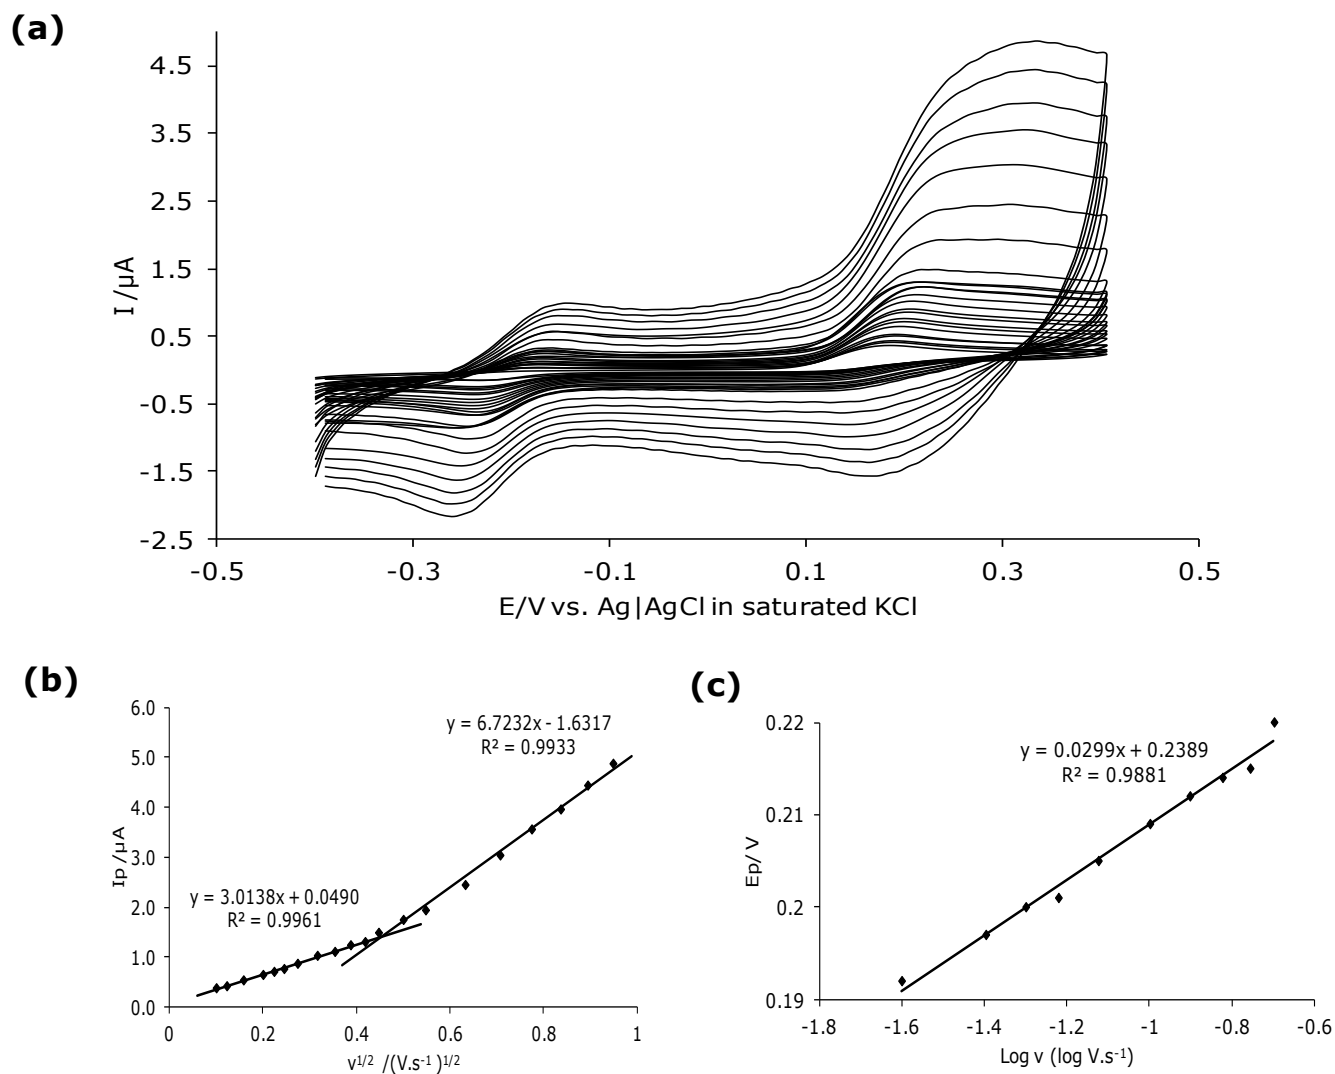 (a)
4.5
3.5
2.5
1.5
0.5
-0.5
-1.5
-2.5
I /µA
-0.5 -0.3 -0.1 0.1 0.3 0.5
E/V vs. Ag|AgCl in saturated KCl
(b)
6.0
5.0
4.0
3.0
2.0
1.0
0.0
Ip/µA
y = 6.7232x - 1.6317
R² = 0.9933
y = 3.0138x + 0.0490
R² = 0.9961
0 0.2 0.4 0.6 0.8 1
v¹/² /(V.s⁻¹)¹/²
(c)
0.22
0.21
0.2
0.19
Ep/ V
y = 0.0299x + 0.2389
R² = 0.9881
-1.8 -1.6 -1.4 -1.2 -1 -0.8 -0.6
Log v (log V.s⁻¹)